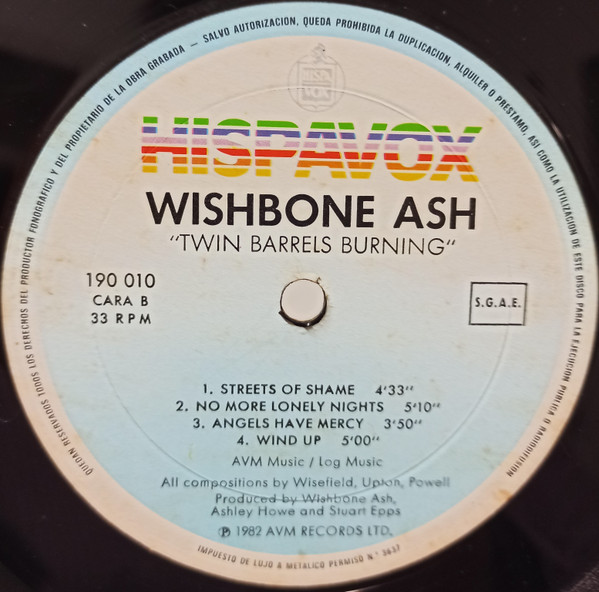 QUEDAN RESERVADOS TODOS LOS DERECHOS DEL PRODUCTOR FONOGRAFICO Y DEL PROPIETARIO DE LA OBRA GRABADA – SALVO AUTORIZACION, QUEDA PROHIBIDA LA DUPLICACION, ALQUILER O PRESTAMO, ASI COMO LA UTILIZACION DE ESTE DISCO PARA LA EJECUCION PUBLICA O RADIODIFUSION
HISPA
VOX
HISPAVOX
WISHBONE ASH
"TWIN BARRELS BURNING"
190 010
CARA B
33 RPM
S.G.A.E.
1. STREETS OF SHAME 4'33"
2. NO MORE LONELY NIGHTS 5'10"
3. ANGELS HAVE MERCY 3'50"
4. WIND UP 5'00"
AVM Music / Log Music
All compositions by Wisefield, Upton, Powell
Produced by Wishbone Ash,
Ashley Howe and Stuart Epps
℗ 1982 AVM RECORDS LTD.
IMPUESTO DE LUJO A METALICO PERMISO N.º 3637